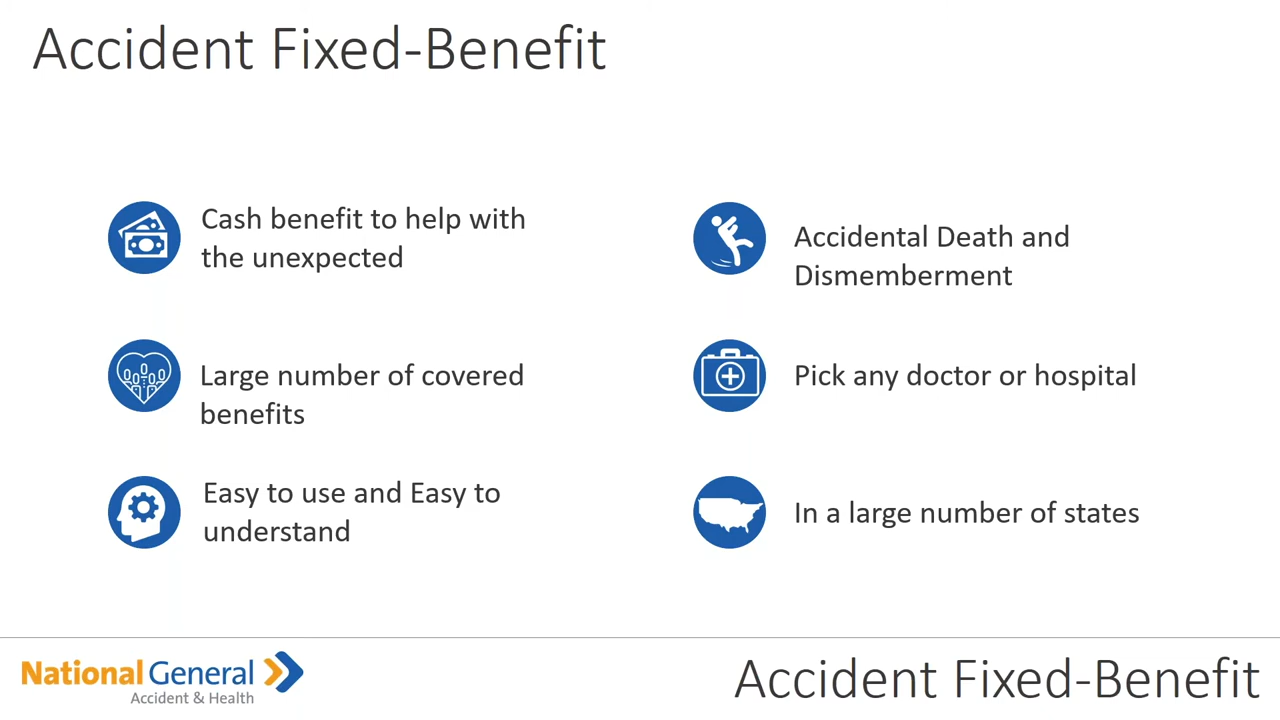 Accident Fixed-Benefit
Cash benefit to help with
the unexpected
Large number of covered
benefits
Easy to use and Easy to
understand
Accidental Death and
Dismemberment
Pick any doctor or hospital
In a large number of states
National General
Accident & Health
Accident Fixed-Benefit